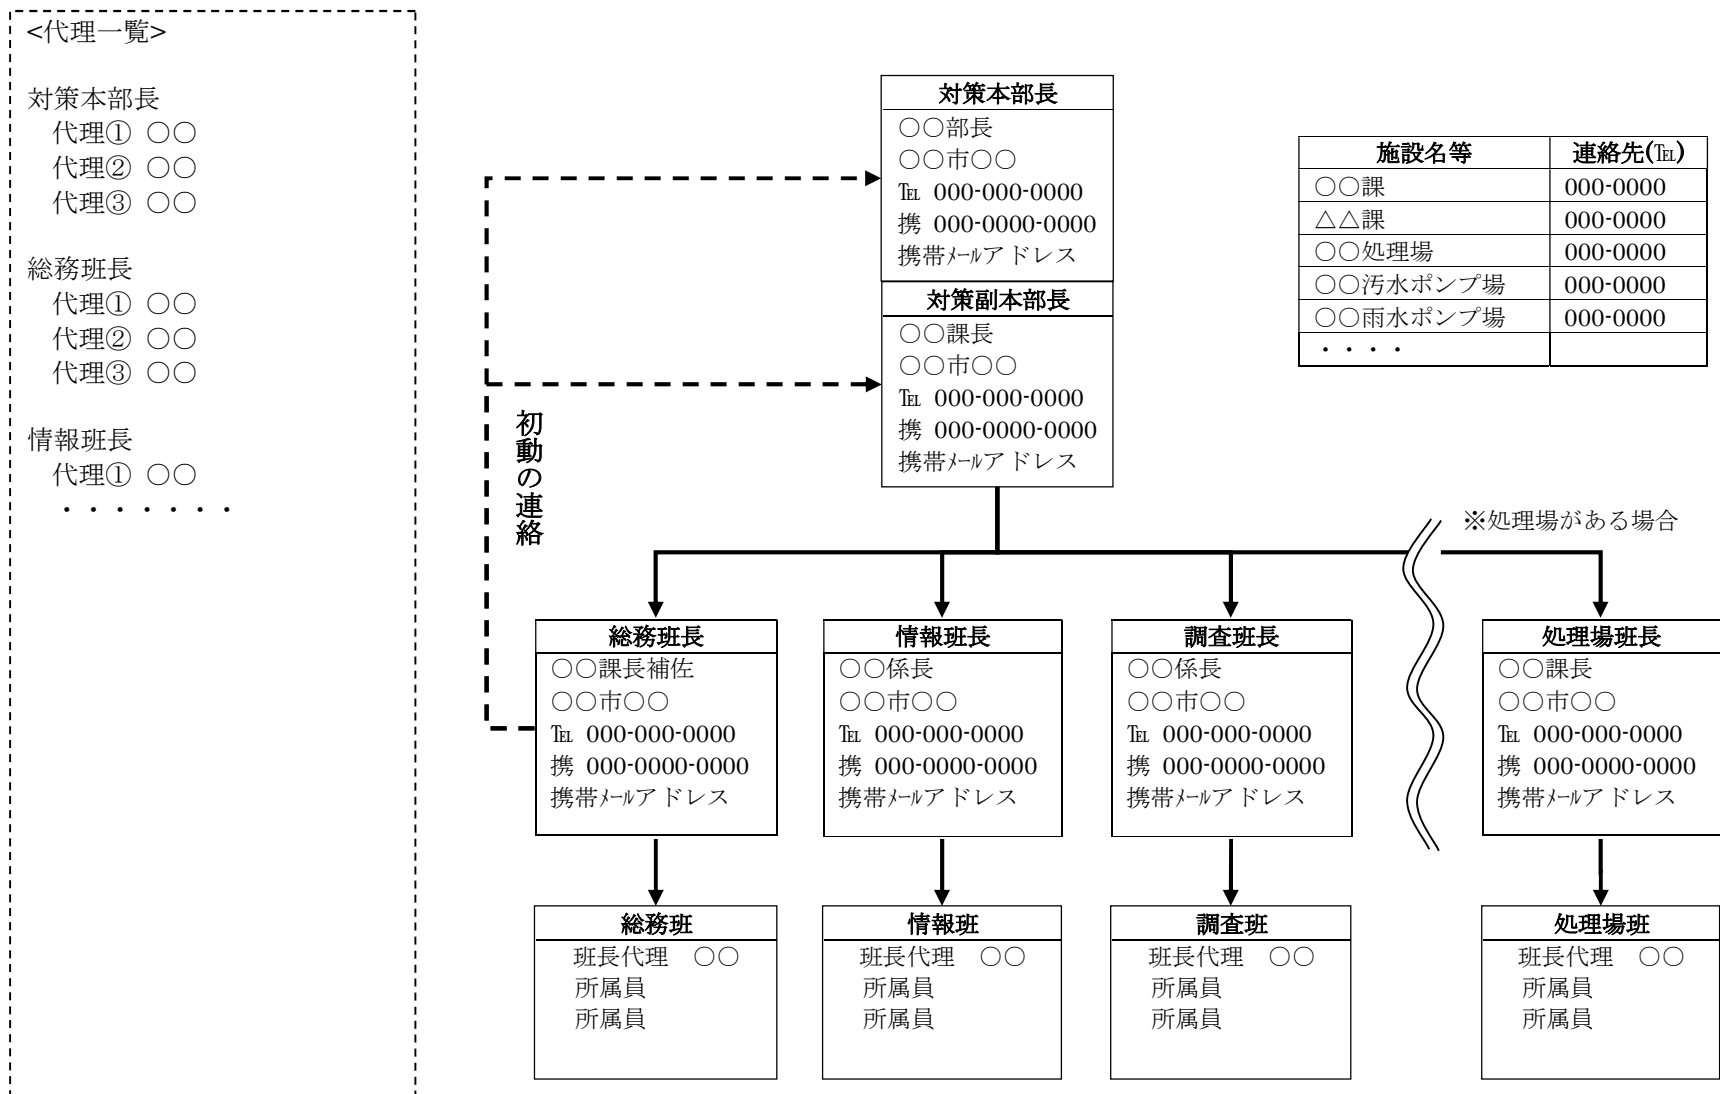 <代理一覧>
対策本部長
代理① ○○
代理② ○○
代理③ ○○
総務班長
代理① ○○
代理② ○○
代理③ ○○
情報班長
代理① ○○
・・・・・・・
初動の連絡
対策本部長
○○部長
○○市○○
℡ 000-000-0000
携 000-0000-0000
携帯ﾒｰﾙアドレス
対策副本部長
○○課長
○○市○○
℡ 000-000-0000
携 000-0000-0000
携帯ﾒｰﾙアドレス
施設名等 連絡先(℡)
○○課 000-0000
△△課 000-0000
○○処理場 000-0000
○○汚水ポンプ場 000-0000
○○雨水ポンプ場 000-0000
・・・・
※処理場がある場合
総務班長
○○課長補佐
○○市○○
℡ 000-000-0000
携 000-0000-0000
携帯ﾒｰﾙアドレス
情報班長
○○係長
○○市○○
℡ 000-000-0000
携 000-0000-0000
携帯ﾒｰﾙアドレス
調査班長
○○係長
○○市○○
℡ 000-000-0000
携 000-0000-0000
携帯ﾒｰﾙアドレス
処理場班長
○○課長
○○市○○
℡ 000-000-0000
携 000-0000-0000
携帯ﾒｰﾙアドレス
総務班
班長代理　○○
所属員
所属員
情報班
班長代理　○○
所属員
所属員
調査班
班長代理　○○
所属員
所属員
処理場班
班長代理　○○
所属員
所属員